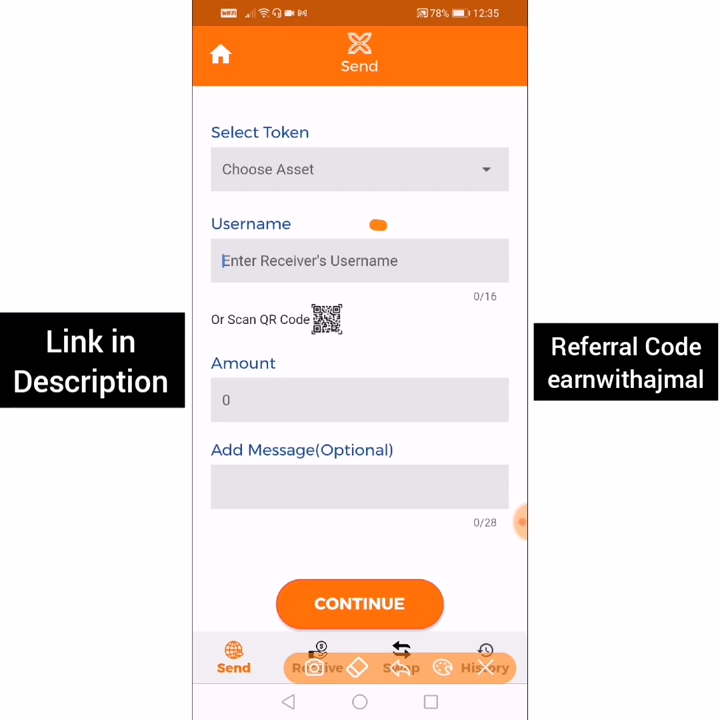 78% 12:35
Send
Select Token
Choose Asset
Username
Enter Receiver's Username
0/16
Or Scan QR Code
Amount
0
Add Message(Optional)
0/28
CONTINUE
Send
Receive
Swap
History
Link in
Description
Referral Code
earnwithajmal